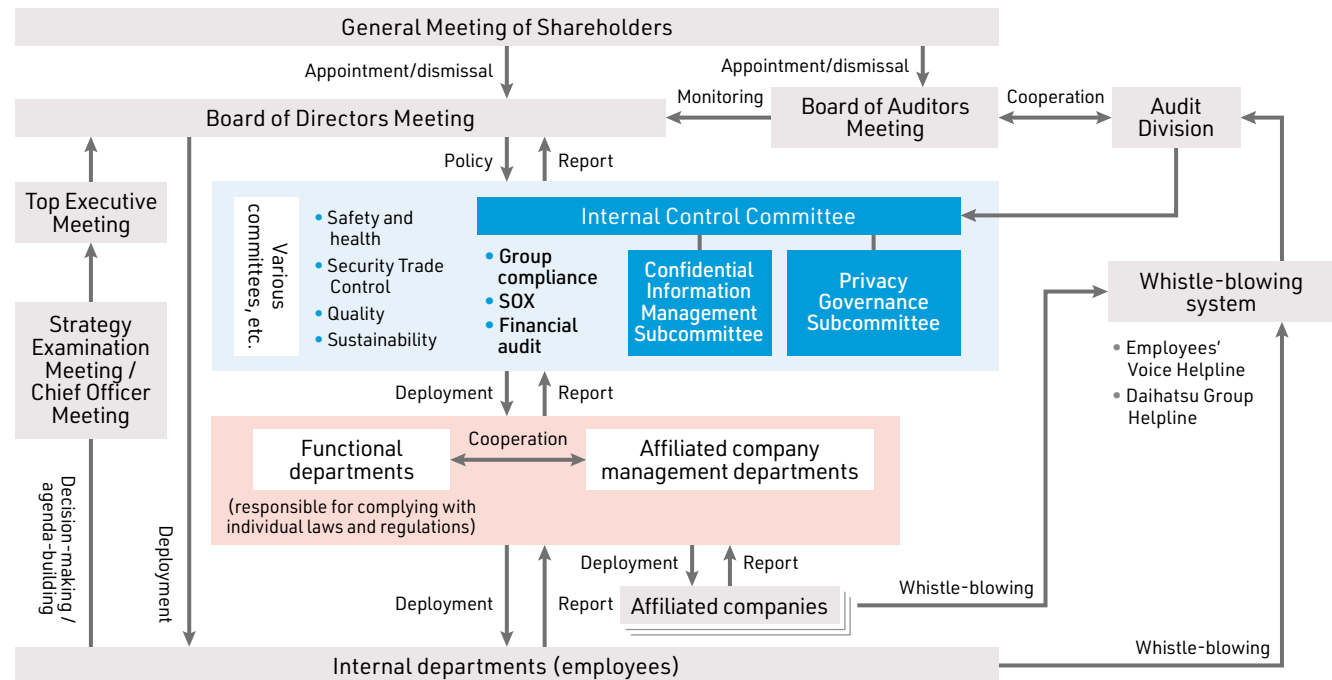 General Meeting of Shareholders
Appointment/dismissal
Appointment/dismissal
Board of Directors Meeting
Monitoring
Board of Auditors
Meeting
Cooperation
Audit
Division
Policy
Report
Top Executive
Meeting
Various
committees, etc.
• Safety and
health
• Security Trade
Control
• Quality
• Sustainability
Internal Control Committee
• Group
compliance
• SOX
• Financial
audit
Confidential
Information
Management
Subcommittee
Privacy
Governance
Subcommittee
Whistle-blowing
system
• Employees’
Voice Helpline
• Daihatsu Group
Helpline
Strategy
Examination
Meeting /
Chief Officer
Meeting
Deployment
Report
Functional
departments
Cooperation
Affiliated company
management departments
(responsible for complying with
individual laws and regulations)
Decision-making /
agenda-building
Deployment
Deployment
Report
Deployment
Report
Affiliated companies
Whistle-blowing
Whistle-blowing
Internal departments (employees)